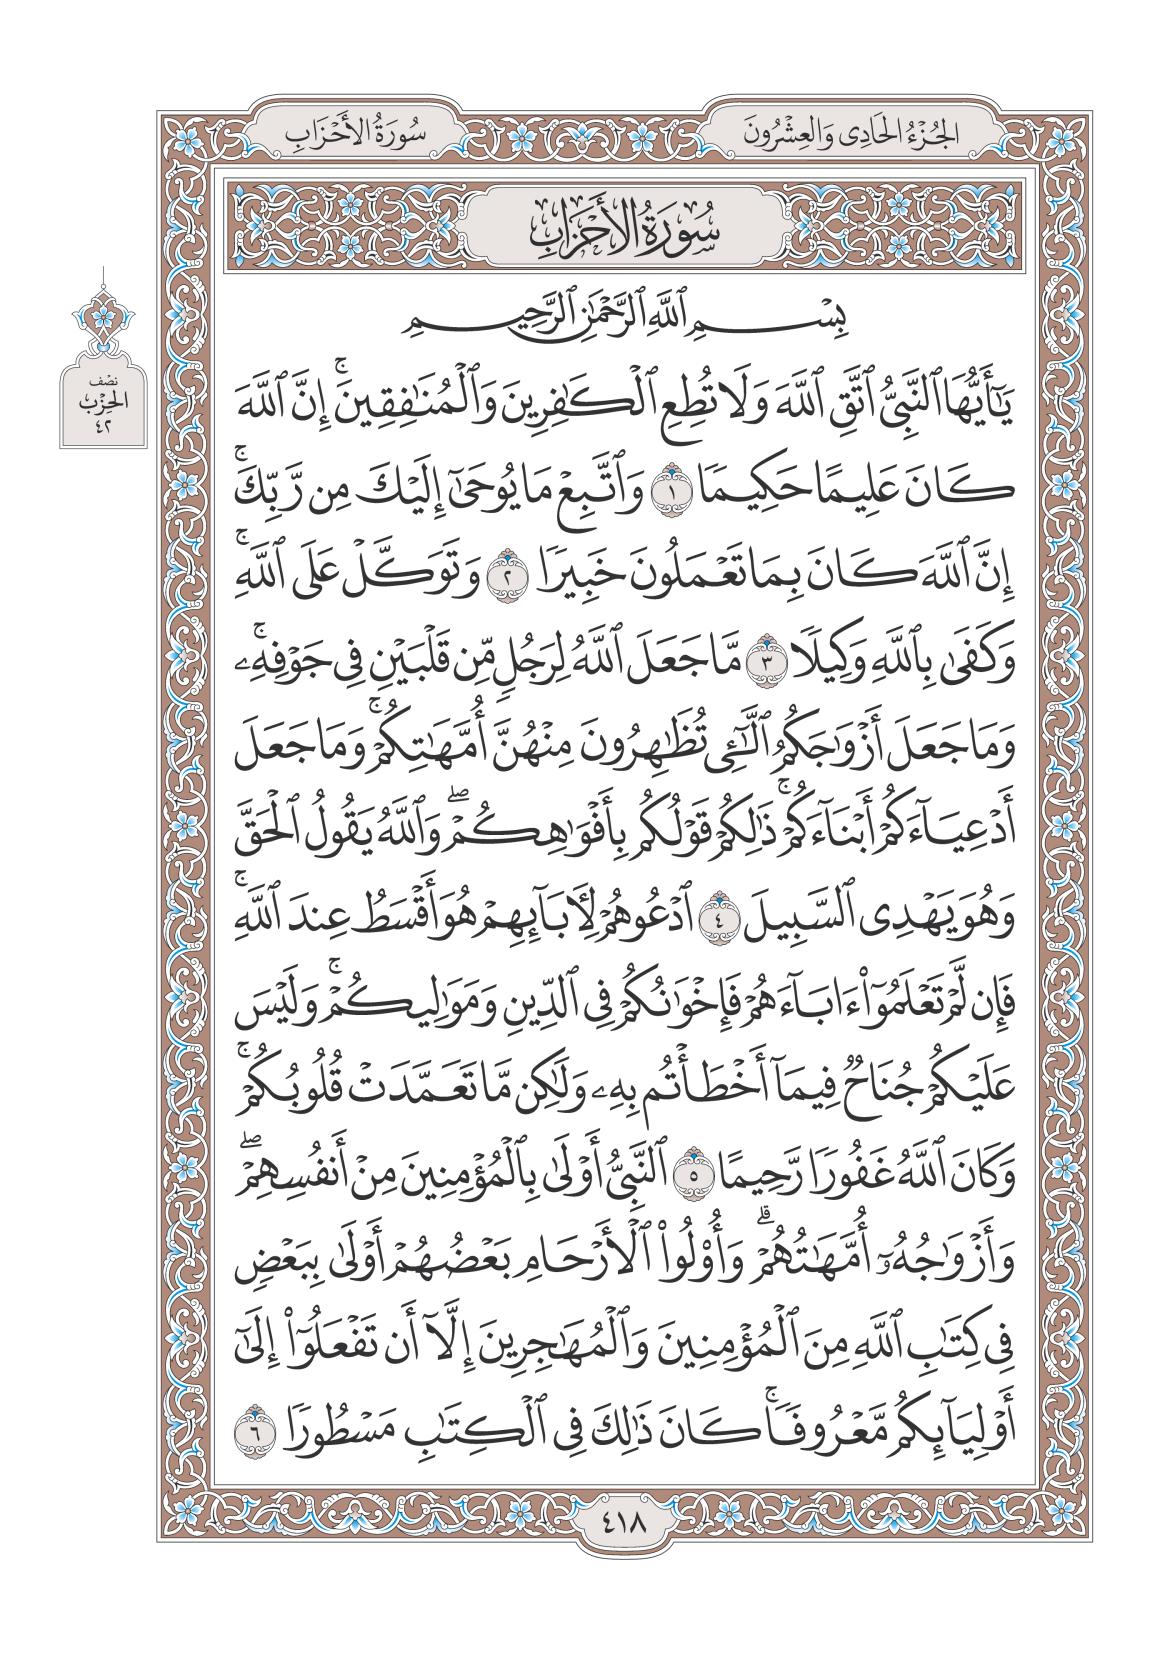 الجُزْءُ الحَادِى وَالعِشْرُونَ
سُورَةُ الأَحْزَابِ
سُورَةُ الأَحْزَابِ
بِسْمِ ٱللَّهِ ٱلرَّحْمَٰنِ ٱلرَّحِيمِ
نصْف
الحِزْب
٤٢
يَٰٓأَيُّهَا ٱلنَّبِىُّ ٱتَّقِ ٱللَّهَ وَلَا تُطِعِ ٱلْكَٰفِرِينَ وَٱلْمُنَٰفِقِينَۚ إِنَّ ٱللَّهَ
كَانَ عَلِيمًا حَكِيمًا ١ وَٱتَّبِعْ مَا يُوحَىٰٓ إِلَيْكَ مِن رَّبِّكَۚ
إِنَّ ٱللَّهَ كَانَ بِمَا تَعْمَلُونَ خَبِيرًا ٢ وَتَوَكَّلْ عَلَى ٱللَّهِۚ
وَكَفَىٰ بِٱللَّهِ وَكِيلًا ٣ مَّا جَعَلَ ٱللَّهُ لِرَجُلٍ مِّن قَلْبَيْنِ فِى جَوْفِهِۦۚ
وَمَا جَعَلَ أَزْوَٰجَكُمُ ٱلَّٰٓـِٔى تُظَٰهِرُونَ مِنْهُنَّ أُمَّهَٰتِكُمْۚ وَمَا جَعَلَ
أَدْعِيَآءَكُمْ أَبْنَآءَكُمْۚ ذَٰلِكُمْ قَوْلُكُم بِأَفْوَٰهِكُمْۖ وَٱللَّهُ يَقُولُ ٱلْحَقَّ
وَهُوَ يَهْدِى ٱلسَّبِيلَ ٤ ٱدْعُوهُمْ لِأٓبَآئِهِمْ هُوَ أَقْسَطُ عِندَ ٱللَّهِۚ
فَإِن لَّمْ تَعْلَمُوٓا۟ ءَابَآءَهُمْ فَإِخْوَٰنُكُمْ فِى ٱلدِّينِ وَمَوَٰلِيكُمْۚ وَلَيْسَ
عَلَيْكُمْ جُنَاحٌ فِيمَآ أَخْطَأْتُم بِهِۦ وَلَٰكِن مَّا تَعَمَّدَتْ قُلُوبُكُمْۚ
وَكَانَ ٱللَّهُ غَفُورًا رَّحِيمًا ٥ ٱلنَّبِىُّ أَوْلَىٰ بِٱلْمُؤْمِنِينَ مِنْ أَنفُسِهِمْۖ
وَأَزْوَٰجُهُۥٓ أُمَّهَٰتُهُمْۗ وَأُو۟لُوا۟ ٱلْأَرْحَامِ بَعْضُهُمْ أَوْلَىٰ بِبَعْضٍ
فِى كِتَٰبِ ٱللَّهِ مِنَ ٱلْمُؤْمِنِينَ وَٱلْمُهَٰجِرِينَ إِلَّآ أَن تَفْعَلُوٓا۟ إِلَىٰٓ
أَوْلِيَآئِكُم مَّعْرُوفًاۚ كَانَ ذَٰلِكَ فِى ٱلْكِتَٰبِ مَسْطُورًا ٦
٤١٨